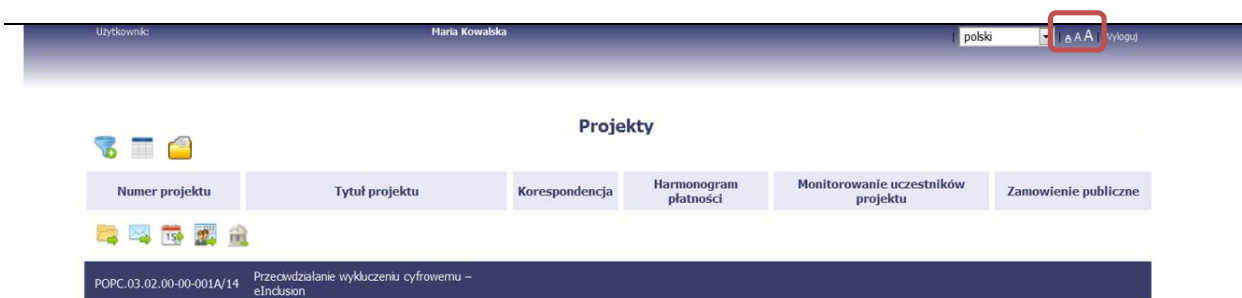 Użytkownik: Maria Kowalska | polski | A A A | Wyloguj
Projekty
Numer projektu Tytuł projektu Korespondencja Harmonogram płatności Monitorowanie uczestników projektu Zamowienie publiczne
15
POPC.03.02.00-00-001A/14 Przeciwdziałanie wykluczeniu cyfrowemu –
eInclusion